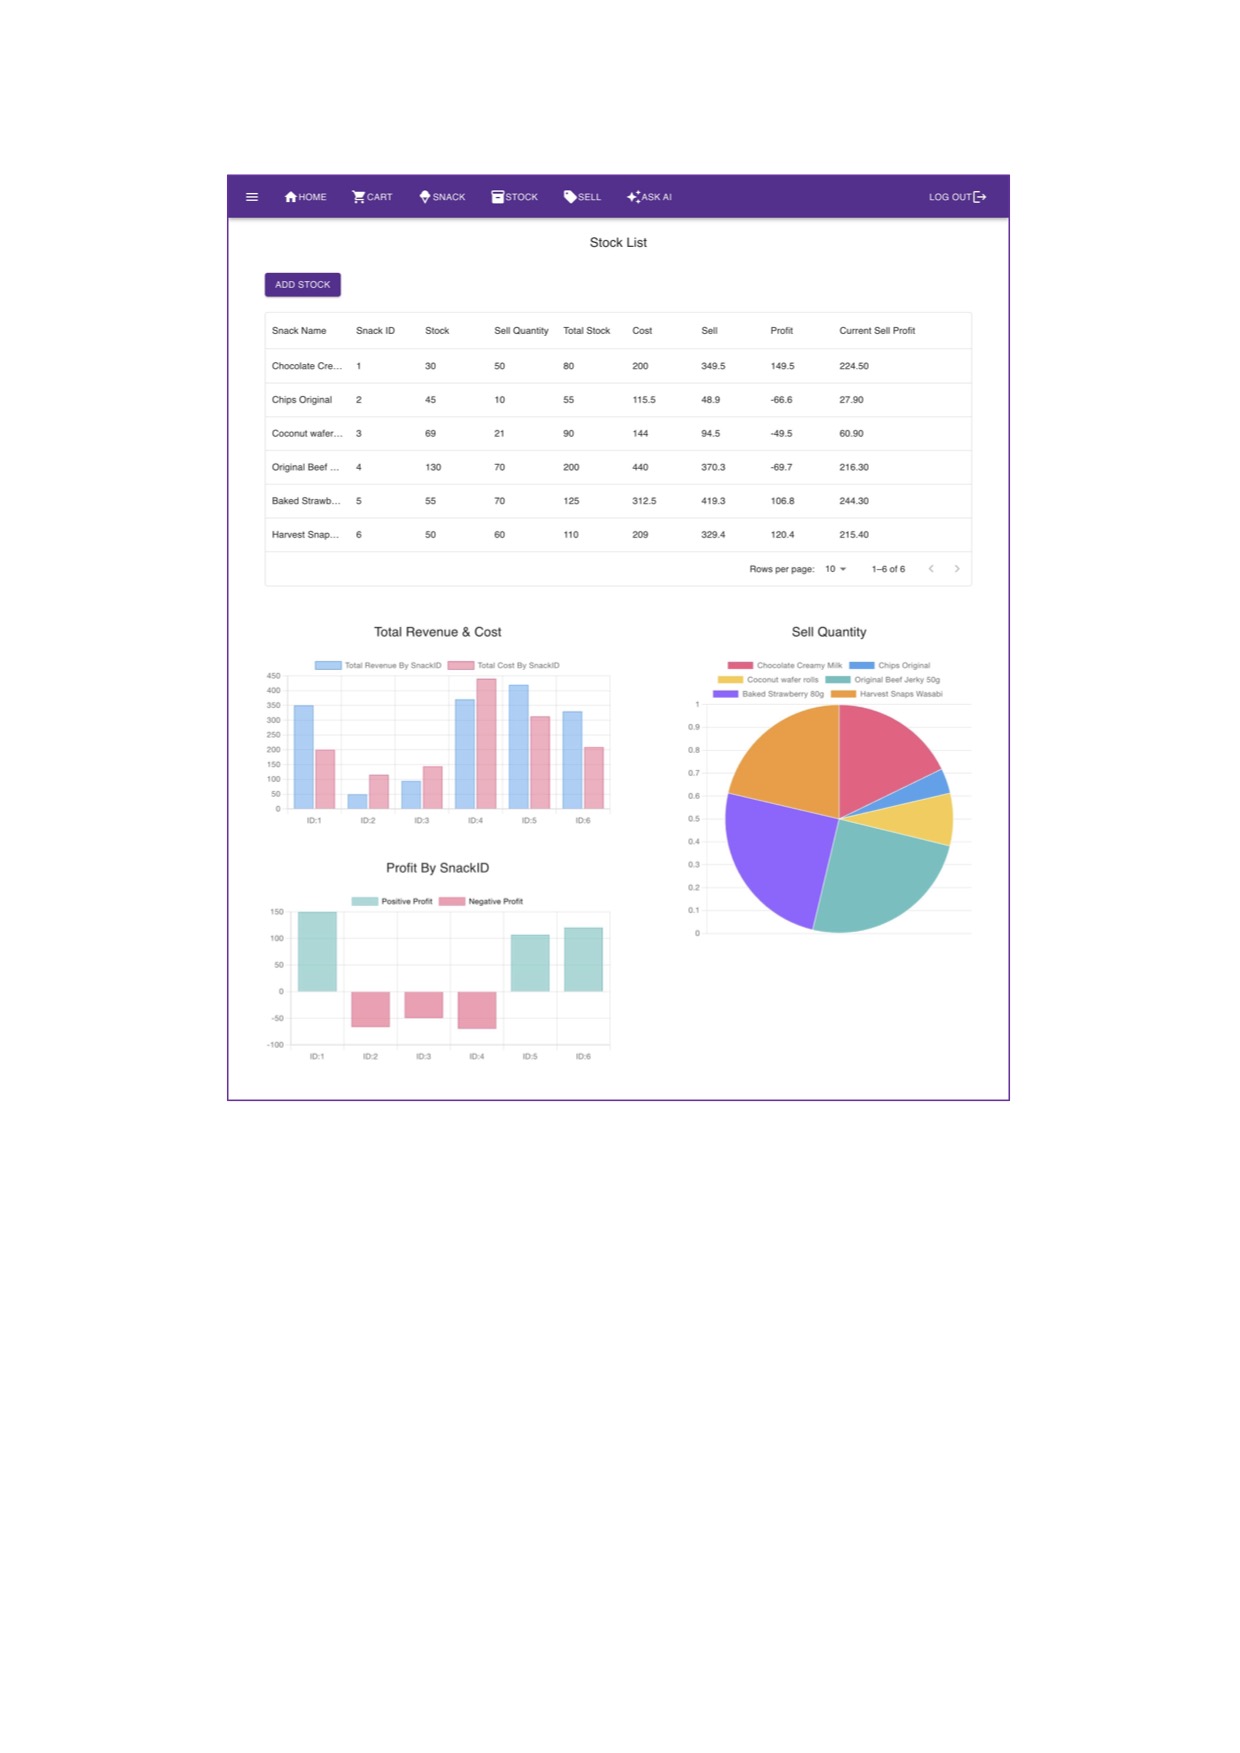 HOME CART SNACK STOCK SELL ASK AI LOG OUT
Stock List
ADD STOCK
Snack Name Snack ID Stock Sell Quantity Total Stock Cost Sell Profit Current Sell Profit
Chocolate Cre... 1 30 50 80 200 349.5 149.5 224.50
Chips Original 2 45 10 55 115.5 48.9 -66.6 27.90
Coconut wafer... 3 69 21 90 144 94.5 -49.5 60.90
Original Beef ... 4 130 70 200 440 370.3 -69.7 216.30
Baked Strawb... 5 55 70 125 312.5 419.3 106.8 244.30
Harvest Snap... 6 50 60 110 209 329.4 120.4 215.40
Rows per page: 10 1–6 of 6
Total Revenue & Cost
Total Revenue By SnackID Total Cost By SnackID
450
400
350
300
250
200
150
100
50
0
ID:1 ID:2 ID:3 ID:4 ID:5 ID:6
Profit By SnackID
Positive Profit Negative Profit
150
100
50
0
-50
-100
ID:1 ID:2 ID:3 ID:4 ID:5 ID:6
Sell Quantity
Chocolate Creamy Milk Chips Original
Coconut wafer rolls Original Beef Jerky 50g
Baked Strawberry 80g Harvest Snaps Wasabi
1
0.9
0.8
0.7
0.6
0.5
0.4
0.3
0.2
0.1
0